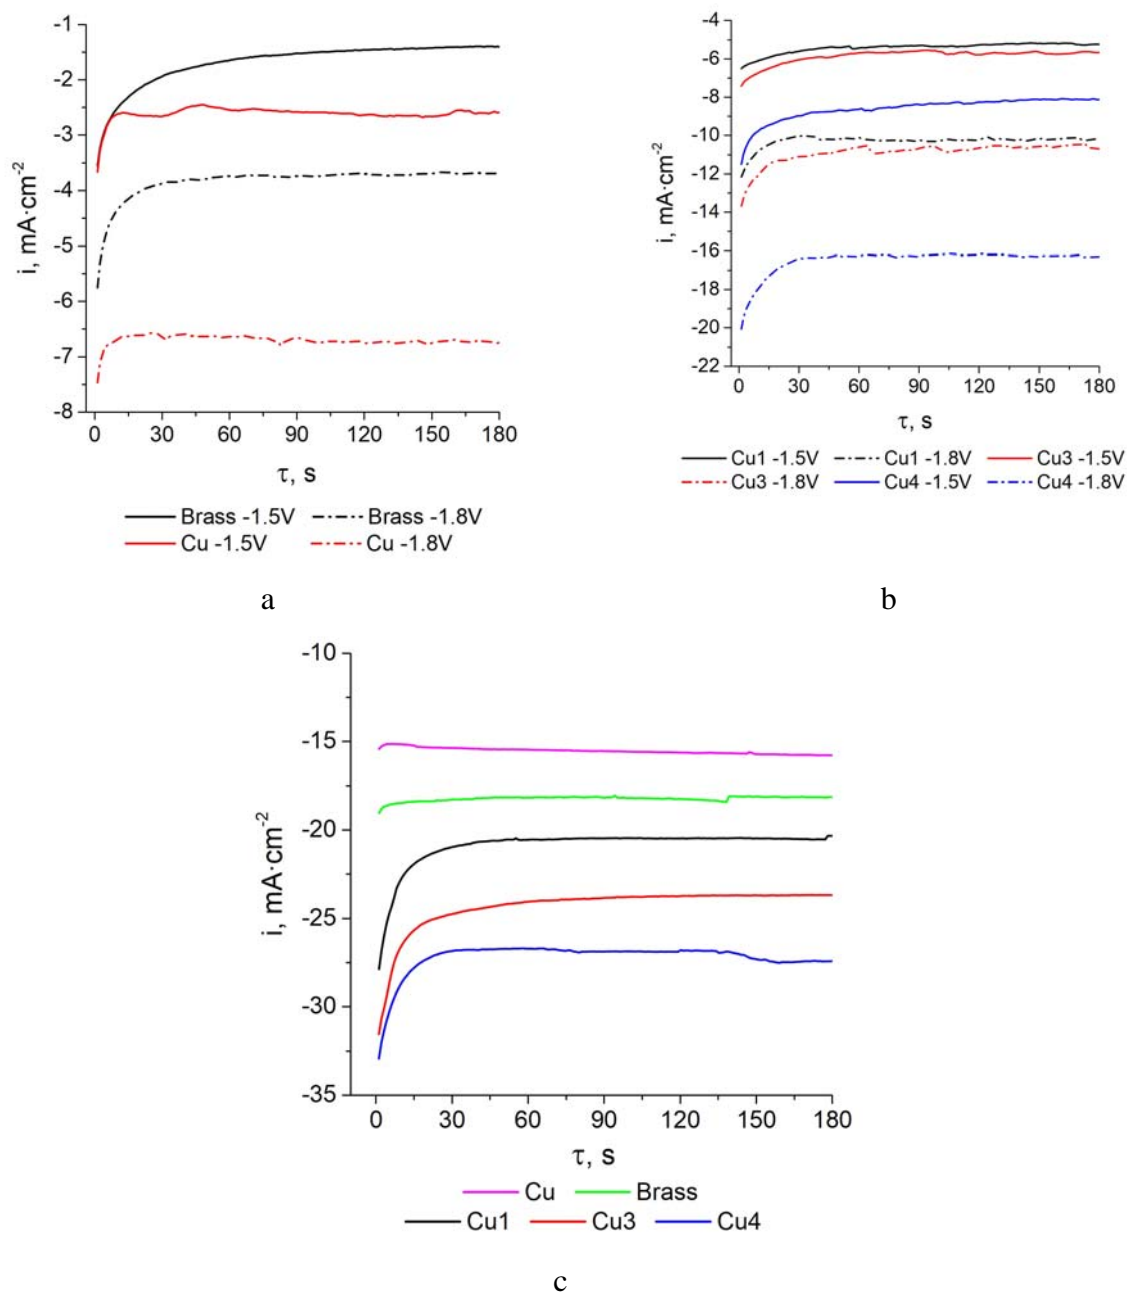 -1
-2
-3
-4
-5
-6
-7
-8
i, mA·cm-2
0 30 60 90 120 150 180
τ, s
Brass -1.5V Brass -1.8V
Cu -1.5V Cu -1.8V
a
-4
-6
-8
-10
-12
-14
-16
-18
-20
-22
i, mA·cm-2
0 30 60 90 120 150 180
τ, s
Cu1 -1.5V Cu1 -1.8V Cu3 -1.5V
Cu3 -1.8V Cu4 -1.5V Cu4 -1.8V
b
-10
-15
-20
-25
-30
-35
i, mA·cm-2
0 30 60 90 120 150 180
τ, s
Cu Brass
Cu1 Cu3 Cu4
c